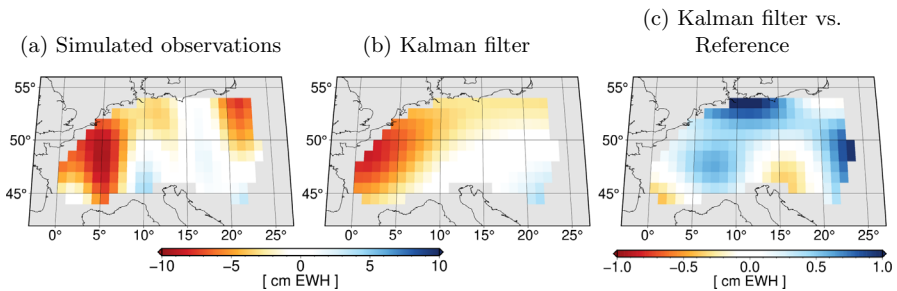 (a) Simulated observations
(b) Kalman filter
(c) Kalman filter vs.
Reference
55°
50°
45°
0° 5° 10° 15° 20° 25°
55°
50°
45°
0° 5° 10° 15° 20° 25°
55°
50°
45°
0° 5° 10° 15° 20° 25°
−10 −5 0 5 10
[ cm EWH ]
−1.0 −0.5 0.0 0.5 1.0
[ cm EWH ]